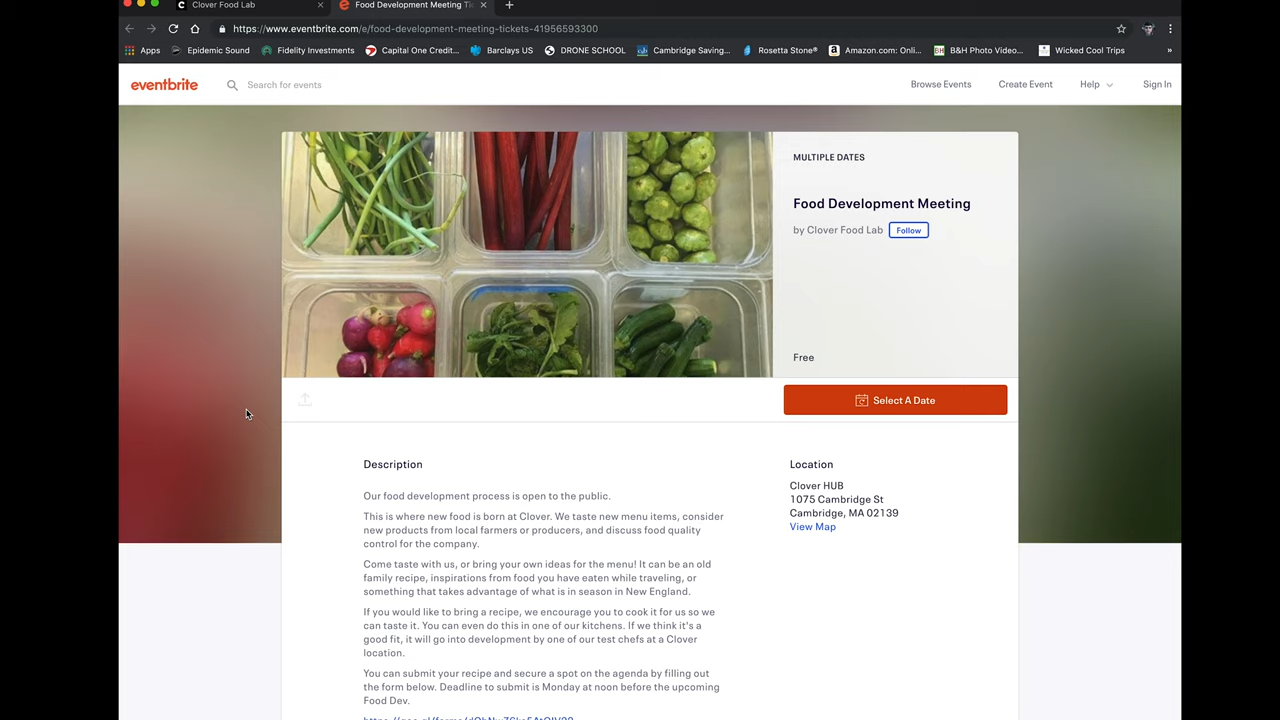 Clover Food Lab
Food Development Meeting Tic
https://www.eventbrite.com/e/food-development-meeting-tickets-41956593300
Apps Epidemic Sound Fidelity Investments Capital One Credit... Barclays US DRONE SCHOOL Cambridge Saving... Rosetta Stone® Amazon.com: Onli... B&H Photo Video... Wicked Cool Trips »
eventbrite Search for events Browse Events Create Event Help Sign In
MULTIPLE DATES
Food Development Meeting
by Clover Food Lab Follow
Free
Select A Date
Description
Our food development process is open to the public.
This is where new food is born at Clover. We taste new menu items, consider
new products from local farmers or producers, and discuss food quality
control for the company.
Come taste with us, or bring your own ideas for the menu! It can be an old
family recipe, inspirations from food you have eaten while traveling, or
something that takes advantage of what is in season in New England.
If you would like to bring a recipe, we encourage you to cook it for us so we
can taste it. You can even do this in one of our kitchens. If we think it's a
good fit, it will go into development by one of our test chefs at a Clover
location.
You can submit your recipe and secure a spot on the agenda by filling out
the form below. Deadline to submit is Monday at noon before the upcoming
Food Dev.
Location
Clover HUB
1075 Cambridge St
Cambridge, MA 02139
View Map